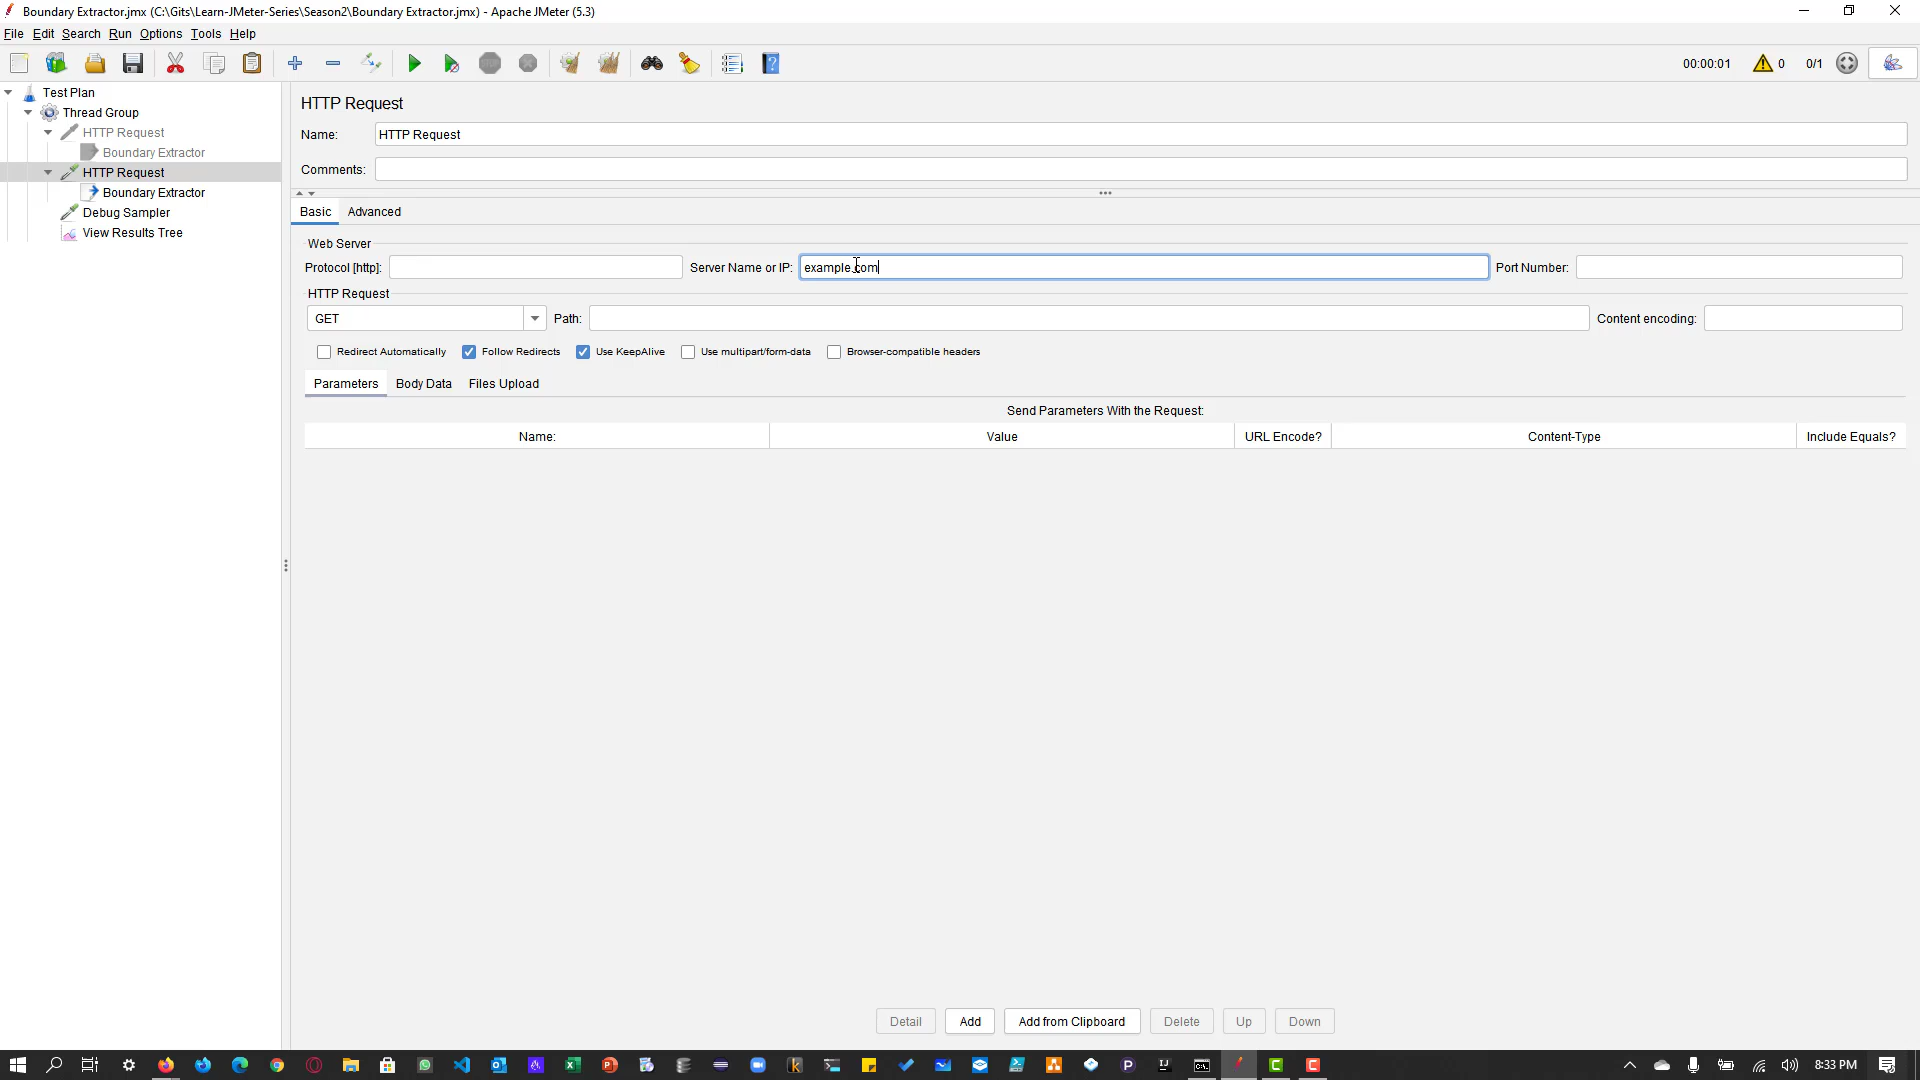 Boundary Extractor.jmx (C:\Gits\Learn-JMeter-Series\Season2\Boundary Extractor.jmx) - Apache JMeter (5.3)
File Edit Search Run Options Tools Help
00:00:01 0 0/1
Test Plan
Thread Group
HTTP Request
Boundary Extractor
HTTP Request
Boundary Extractor
Debug Sampler
View Results Tree
HTTP Request
Name: HTTP Request
Comments:
Basic Advanced
Web Server
Protocol [http]: Server Name or IP: example.com Port Number:
HTTP Request
GET Path: Content encoding:
Redirect Automatically Follow Redirects Use KeepAlive Use multipart/form-data Browser-compatible headers
Parameters Body Data Files Upload
Send Parameters With the Request:
Name: Value URL Encode? Content-Type Include Equals?
Detail Add Add from Clipboard Delete Up Down
8:33 PM